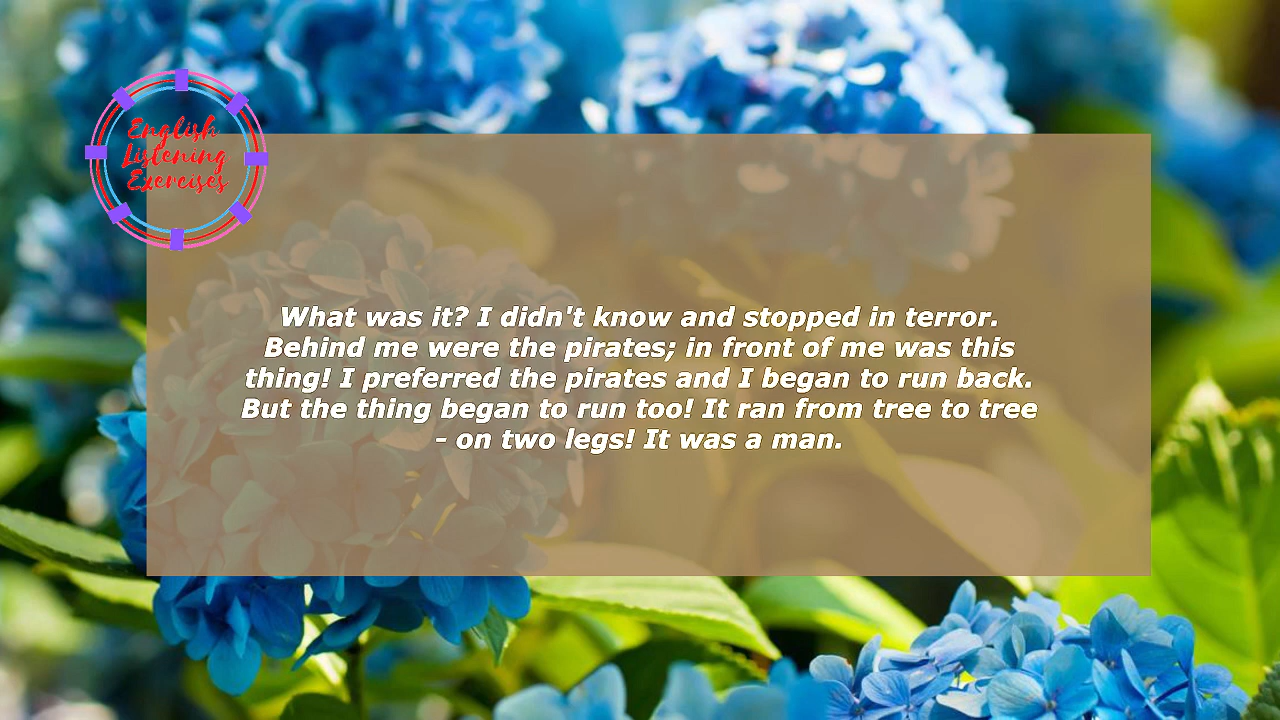 English
Listening
Exercises
What was it? I didn't know and stopped in terror.
Behind me were the pirates; in front of me was this
thing! I preferred the pirates and I began to run back.
But the thing began to run too! It ran from tree to tree
- on two legs! It was a man.